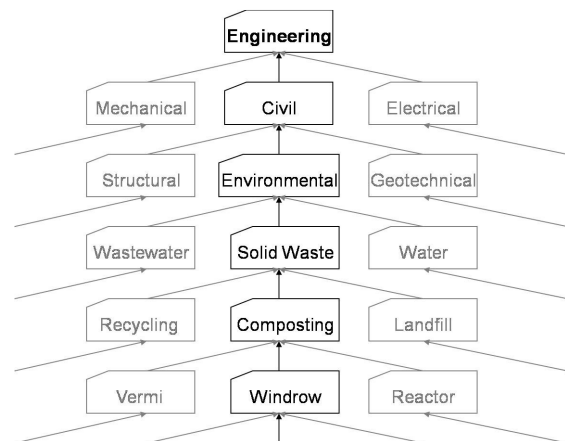 Engineering
Mechanical Civil Electrical
Structural Environmental Geotechnical
Wastewater Solid Waste Water
Recycling Composting Landfill
Vermi Windrow Reactor